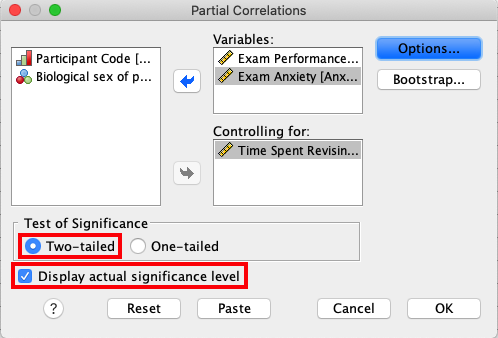 Partial Correlations
Variables:
Participant Code [...
Biological sex of p...
Exam Performance...
Exam Anxiety [Anx...
Options...
Bootstrap...
Controlling for:
Time Spent Revisin...
Test of Significance
Two-tailed
One-tailed
Display actual significance level
?
Reset
Paste
Cancel
OK